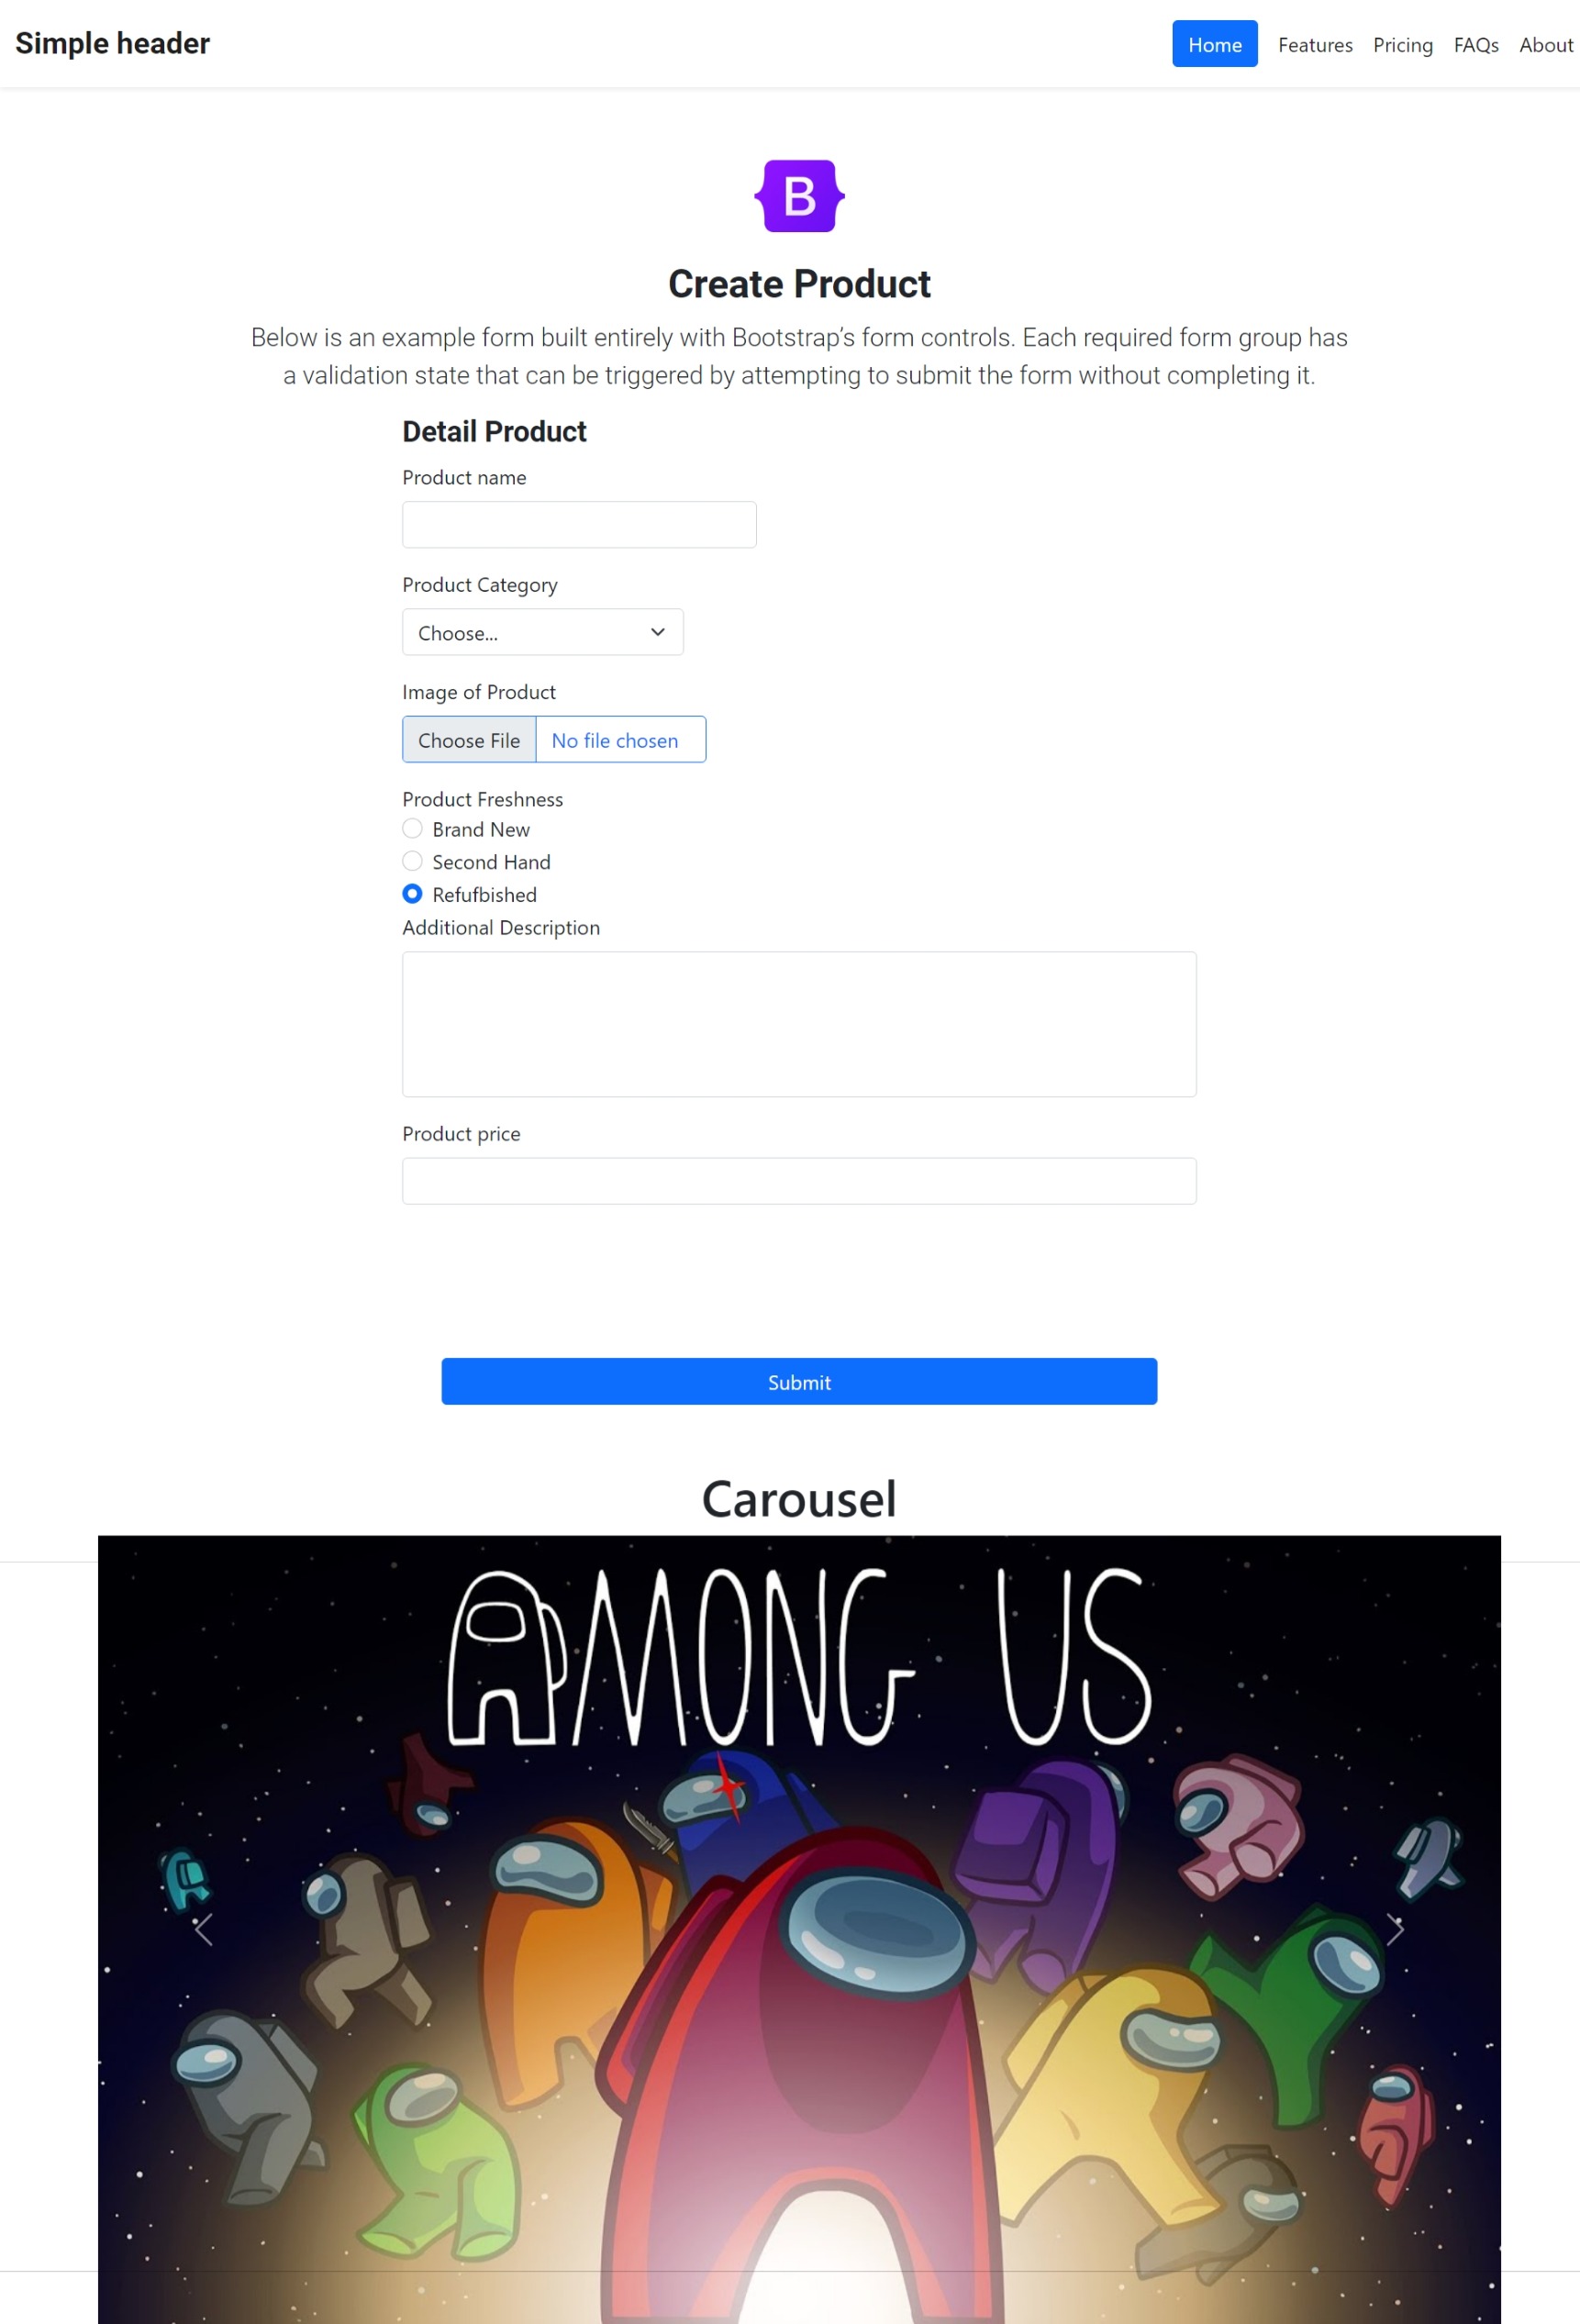 Simple header
Home Features Pricing FAQs About
B
Create Product
Below is an example form built entirely with Bootstrap’s form controls. Each required form group has
a validation state that can be triggered by attempting to submit the form without completing it.
Detail Product
Product name
Product Category
Choose...
Image of Product
Choose File No file chosen
Product Freshness
Brand New
Second Hand
Refufbished
Additional Description
Product price
Submit
Carousel
AMONG US